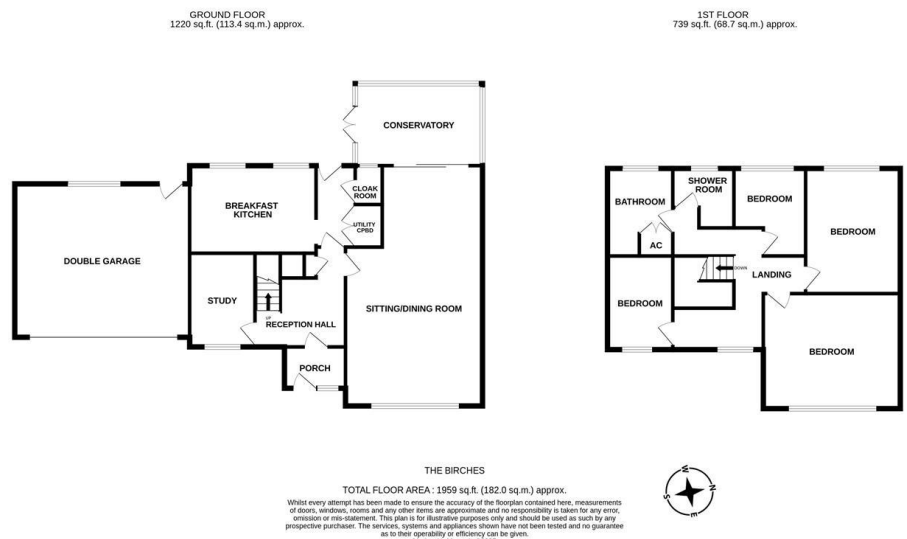 GROUND FLOOR
1220 sq.ft. (113.4 sq.m.) approx.
1ST FLOOR
739 sq.ft. (68.7 sq.m.) approx.
CONSERVATORY
CLOAK
ROOM
BREAKFAST
KITCHEN
UTILITY
CPBD
DOUBLE GARAGE
STUDY
UP
RECEPTION HALL
SITTING/DINING ROOM
PORCH
SHOWER
ROOM
BATHROOM
BEDROOM
BEDROOM
AC
DOWN
LANDING
BEDROOM
BEDROOM
THE BIRCHES
TOTAL FLOOR AREA : 1959 sq.ft. (182.0 sq.m.) approx.
Whilst every attempt has been made to ensure the accuracy of the floorplan contained here, measurements
of doors, windows, rooms and any other items are approximate and no responsibility is taken for any error,
omission or mis-statement. This plan is for illustrative purposes only and should be used as such by any
prospective purchaser. The services, systems and appliances shown have not been tested and no guarantee
as to their operability or efficiency can be given.
W
N
S
E